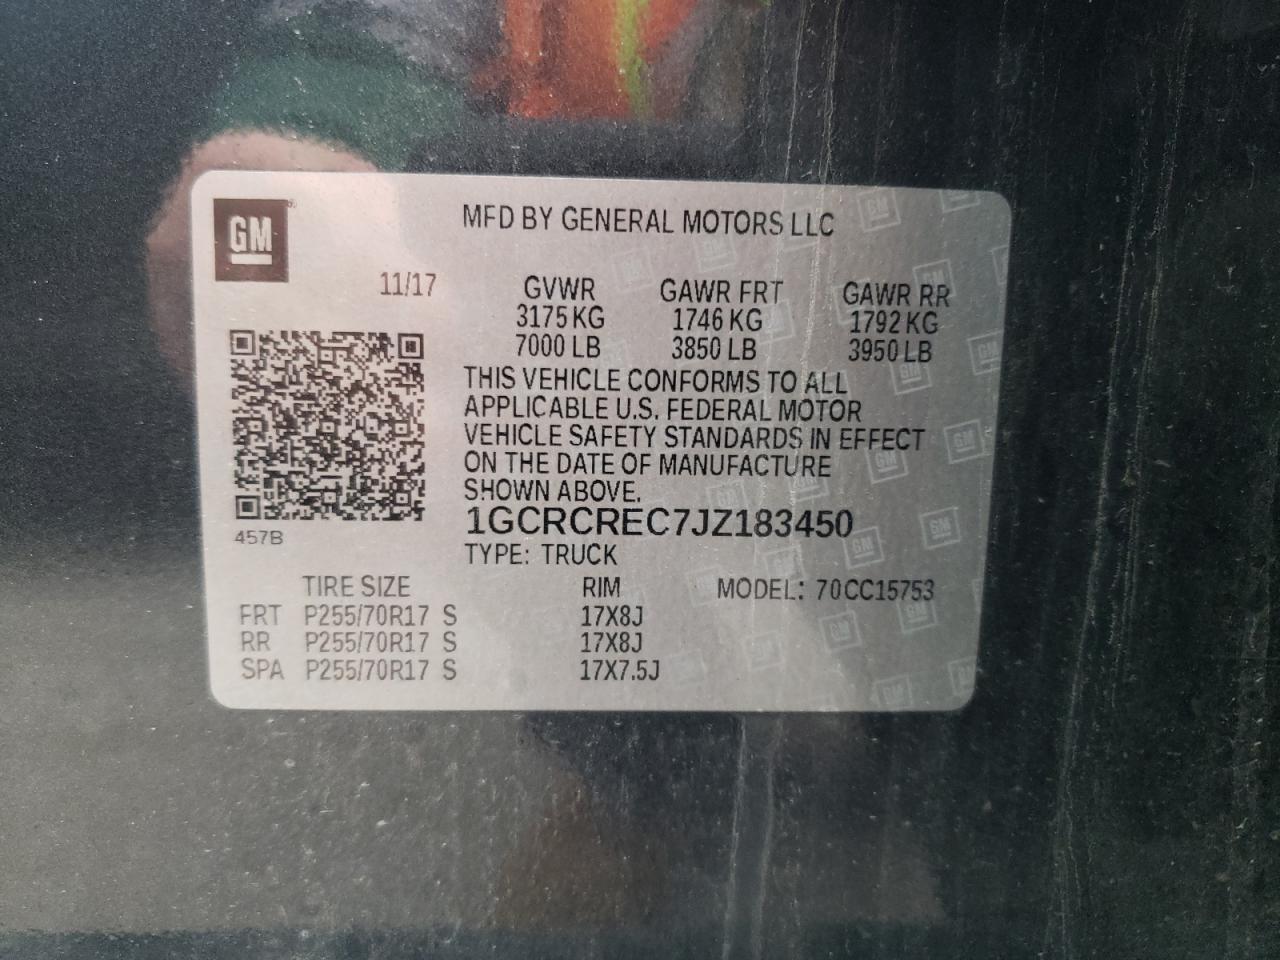 GM
MFD BY GENERAL MOTORS LLC
11/17
GVWR GAWR FRT GAWR RR
3175 KG 1746 KG 1792 KG
7000 LB 3850 LB 3950 LB
THIS VEHICLE CONFORMS TO ALL
APPLICABLE U.S. FEDERAL MOTOR
VEHICLE SAFETY STANDARDS IN EFFECT
ON THE DATE OF MANUFACTURE
SHOWN ABOVE.
1GCRCREC7JZ183450
457B
TYPE: TRUCK
TIRE SIZE RIM MODEL: 70CC15753
FRT P255/70R17 S 17X8J
RR P255/70R17 S 17X8J
SPA P255/70R17 S 17X7.5J